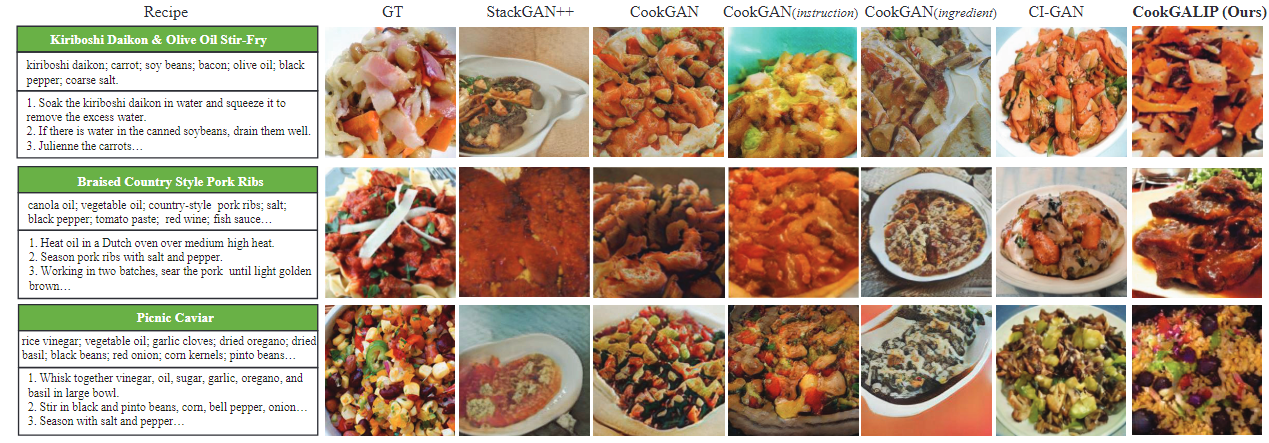 Recipe GT StackGAN++ CookGAN CookGAN(instruction) CookGAN(ingredient) CI-GAN CookGALIP (Ours)
Kiriboshi Daikon & Olive Oil Stir-Fry
kiriboshi daikon; carrot; soy beans; bacon; olive oil; black
pepper; coarse salt.
1. Soak the kiriboshi daikon in water and squeeze it to
remove the excess water.
2. If there is water in the canned soybeans, drain them well.
3. Julienne the carrots…
Braised Country Style Pork Ribs
canola oil; vegetable oil; country-style pork ribs; salt;
black pepper; tomato paste; red wine; fish sauce…
1. Heat oil in a Dutch oven over medium high heat.
2. Season pork ribs with salt and pepper.
3. Working in two batches, sear the pork until light golden
brown…
Picnic Caviar
rice vinegar; vegetable oil; garlic cloves; dried oregano; dried
basil; black beans; red onion; corn kernels; pinto beans…
1. Whisk together vinegar, oil, sugar, garlic, oregano, and
basil in large bowl.
2. Stir in black and pinto beans, corn, bell pepper, onion…
3. Season with salt and pepper…